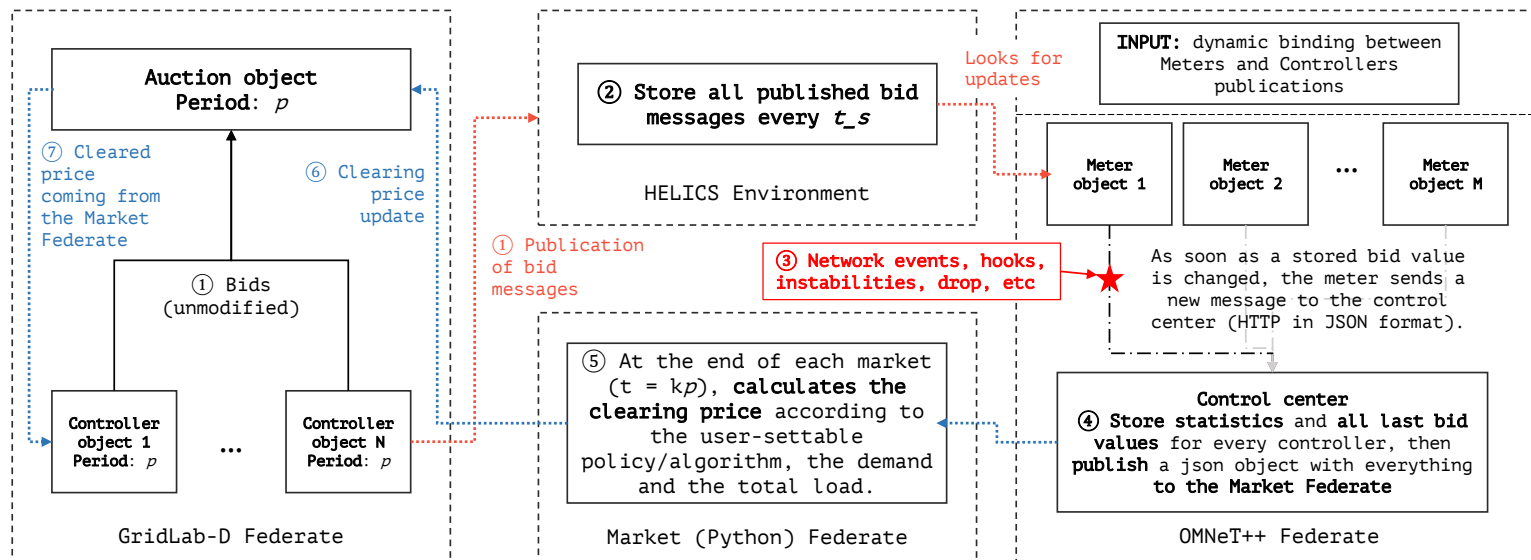 Auction object
Period: p
⑦ Cleared
price
coming from
the Market
Federate
⑥ Clearing
price
update
① Bids
(unmodified)
Controller
object 1
Period: p
...
Controller
object N
Period: p
GridLab-D Federate
① Publication
of bid
messages
② Store all published bid
messages every t_s
HELICS Environment
Looks for
updates
③ Network events, hooks,
instabilities, drop, etc
⑤ At the end of each market
(t = kp), calculates the
clearing price according to
the user-settable
policy/algorithm, the demand
and the total load.
Market (Python) Federate
INPUT: dynamic binding between
Meters and Controllers
publications
Meter
object 1
Meter
object 2
...
Meter
object M
As soon as a stored bid value
is changed, the meter sends a
new message to the control
center (HTTP in JSON format).
Control center
④ Store statistics and all last bid
values for every controller, then
publish a json object with everything
to the Market Federate
OMNeT++ Federate